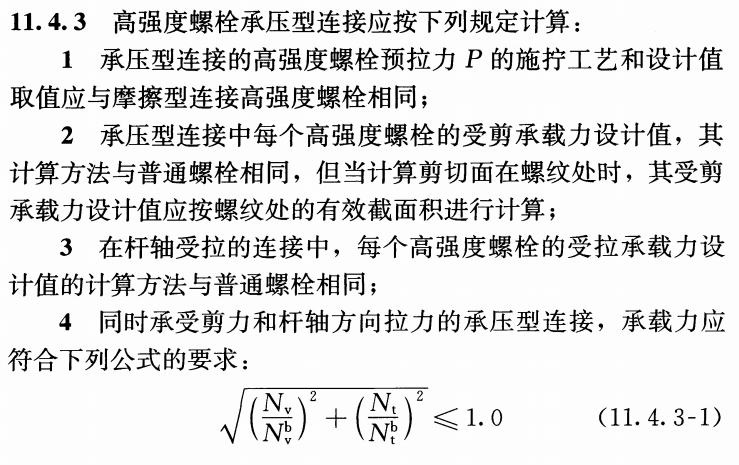 11.4.3 高强度螺栓承压型连接应按下列规定计算：
1 承压型连接的高强度螺栓预拉力 P 的施拧工艺和设计值
取值应与摩擦型连接高强度螺栓相同；
2 承压型连接中每个高强度螺栓的受剪承载力设计值，其
计算方法与普通螺栓相同，但当计算剪切面在螺纹处时，其受剪
承载力设计值应按螺纹处的有效截面积进行计算；
3 在杆轴受拉的连接中，每个高强度螺栓的受拉承载力设
计值的计算方法与普通螺栓相同；
4 同时承受剪力和杆轴方向拉力的承压型连接，承载力应
符合下列公式的要求：
$\sqrt{\left(\frac{N_v}{N_v^b}\right)^2+\left(\frac{N_t}{N_t^b}\right)^2} \leqslant 1.0$ (11.4.3-1)